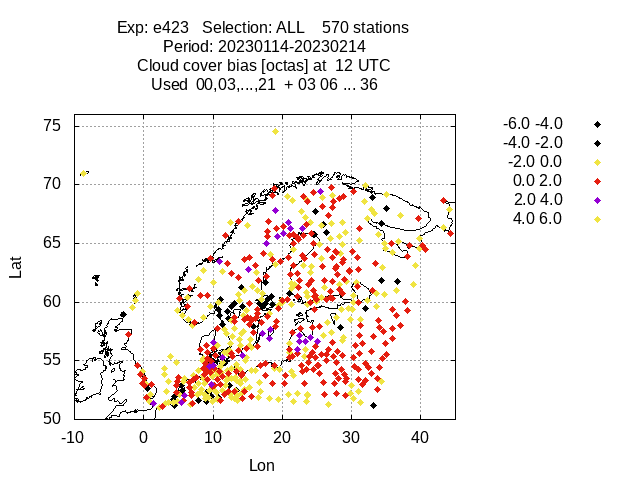 Exp: e423   Selection: ALL    570 stations
Period: 20230114-20230214
Cloud cover bias [octas] at  12 UTC
Used  00,03,...,21  + 03 06 ... 36
-6.0 -4.0
-4.0 -2.0
-2.0 0.0
0.0 2.0
2.0 4.0
4.0 6.0
75
70
65
60
55
50
Lat
-10 0 10 20 30 40
Lon